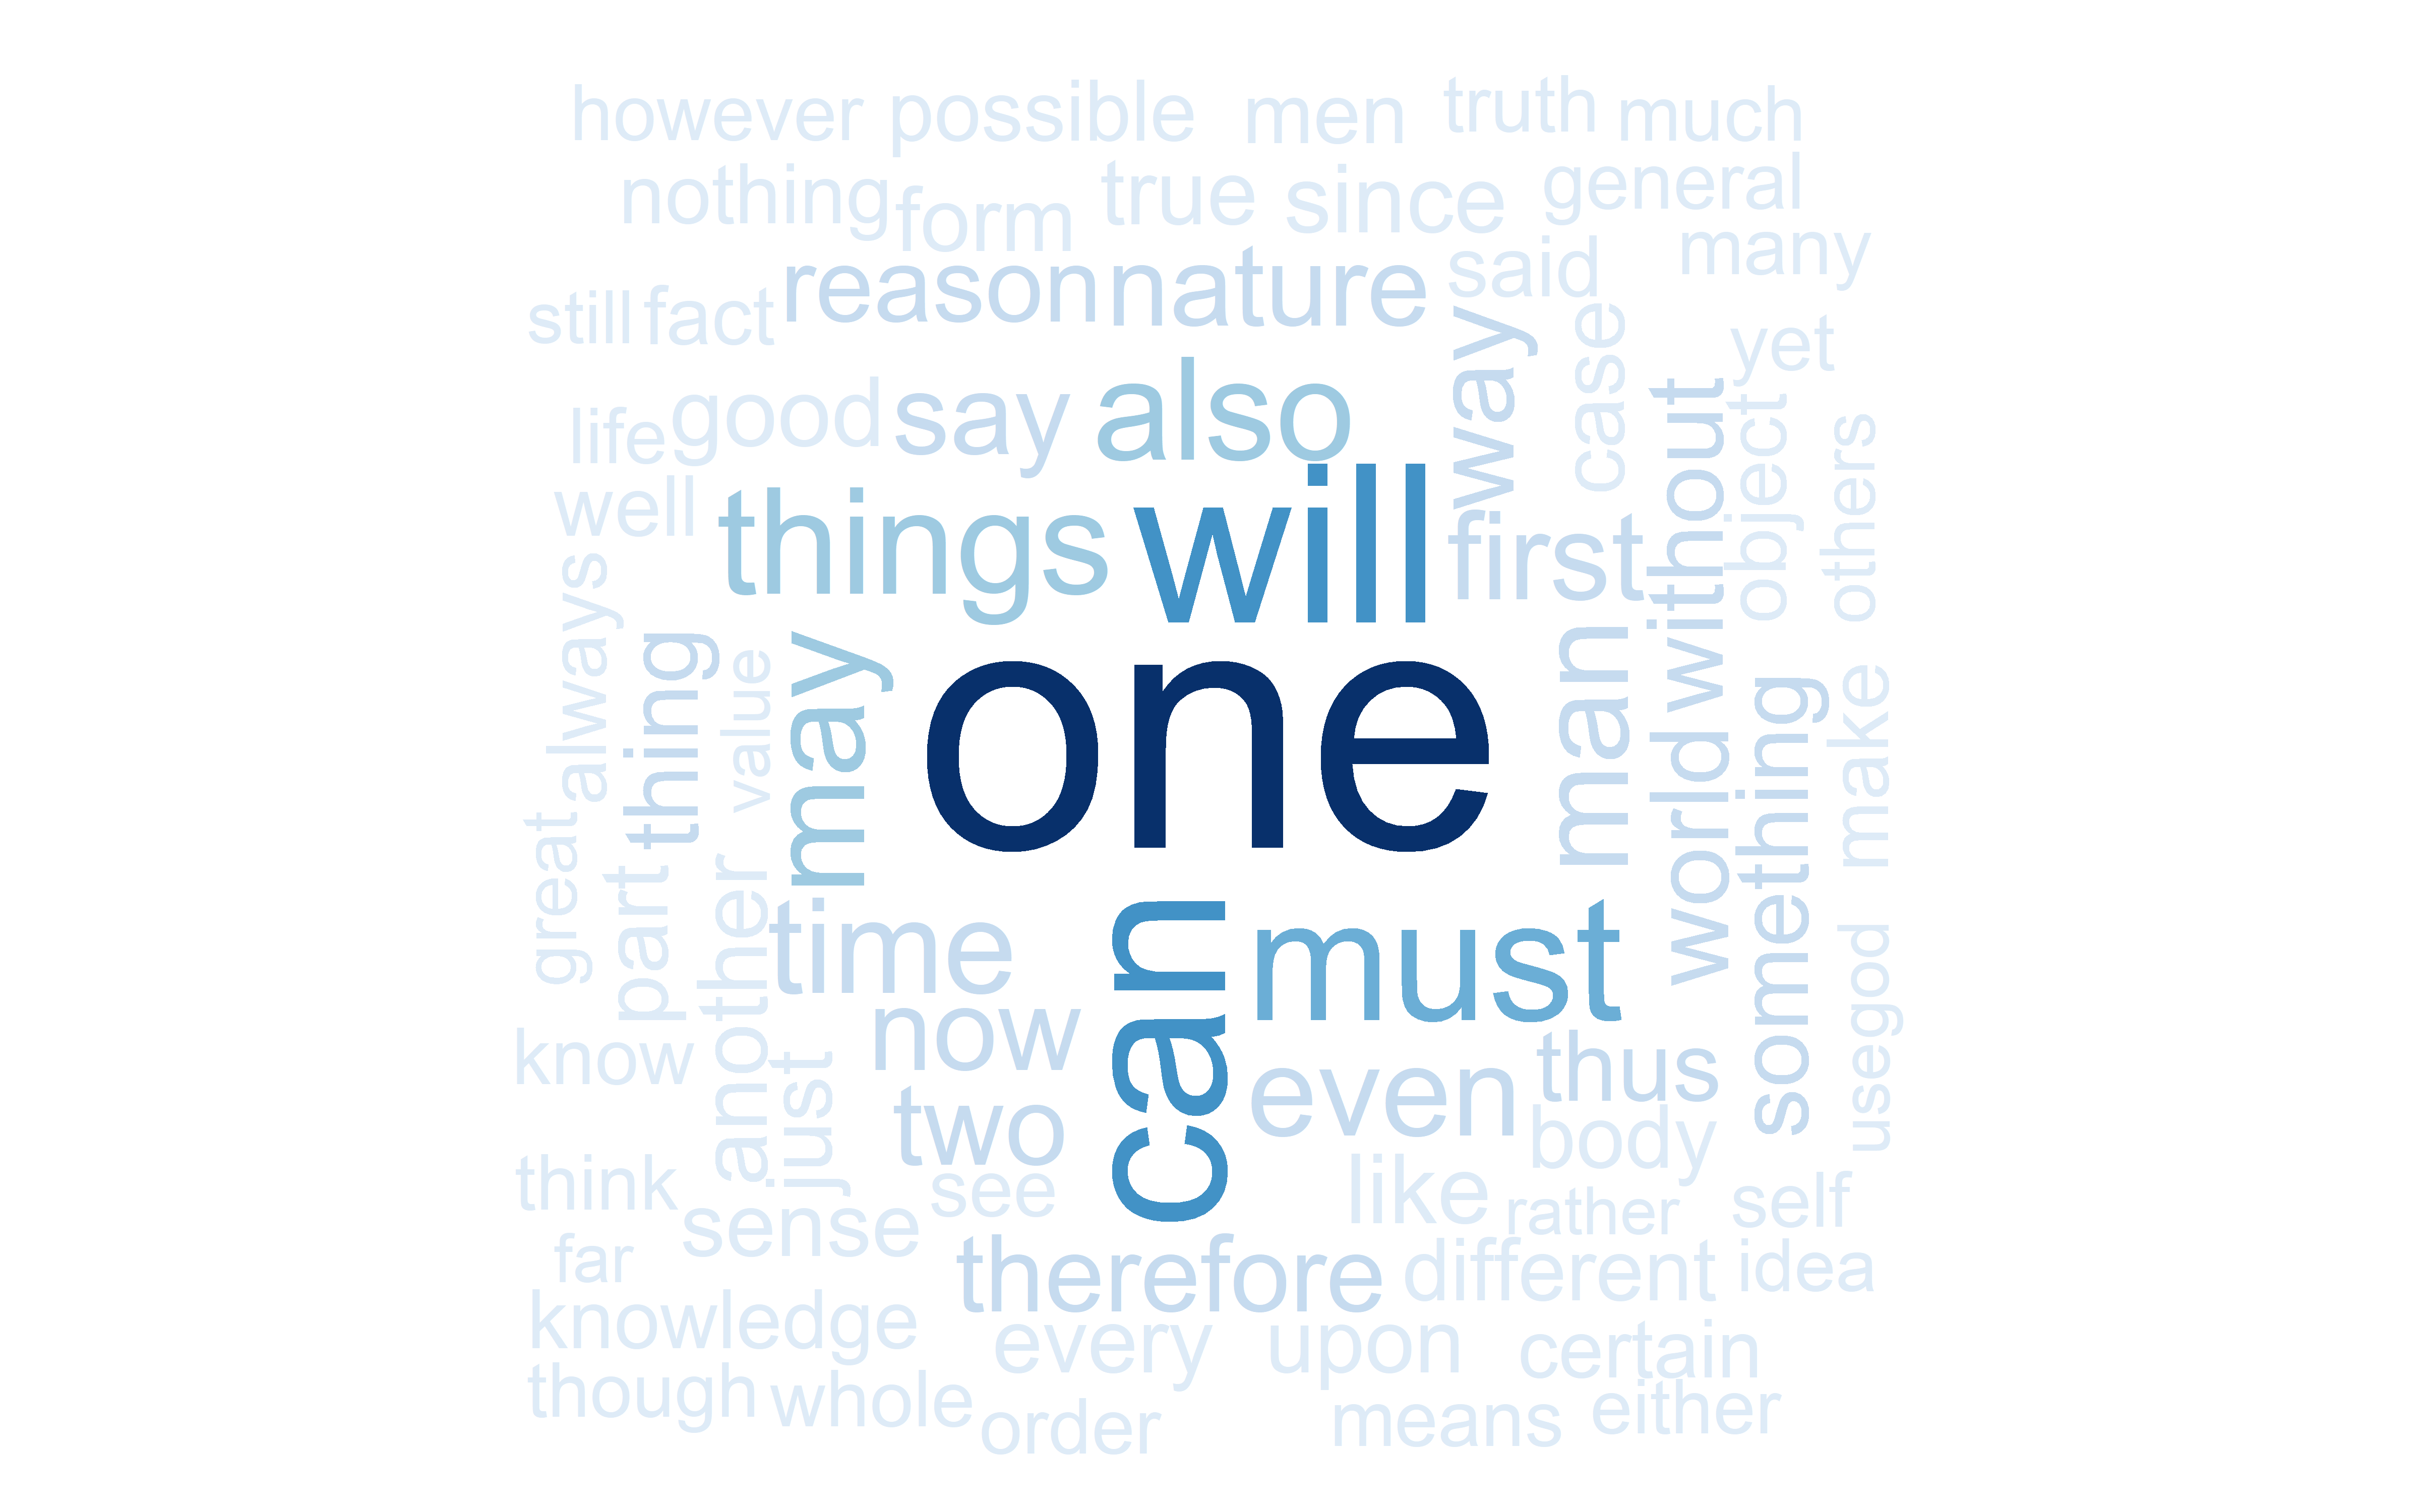 however possible men truth much
nothing form true since general
reason nature said many
still fact way case yet
life good say also without object others
well things will first
always thing value may one man world something make
great part another time can must god
know just now even thus use
two body
think see like rather self
sense
far therefore different idea
knowledge every upon certain
though whole order means either